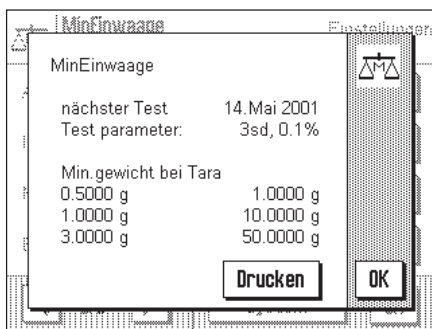 MinEinwaage Einstellungen
MinEinwaage
nächster Test 14.Mai 2001
Test parameter: 3sd, 0.1%
Min.gewicht bei Tara
0.5000 g 1.0000 g
1.0000 g 10.0000 g
3.0000 g 50.0000 g
Drucken OK